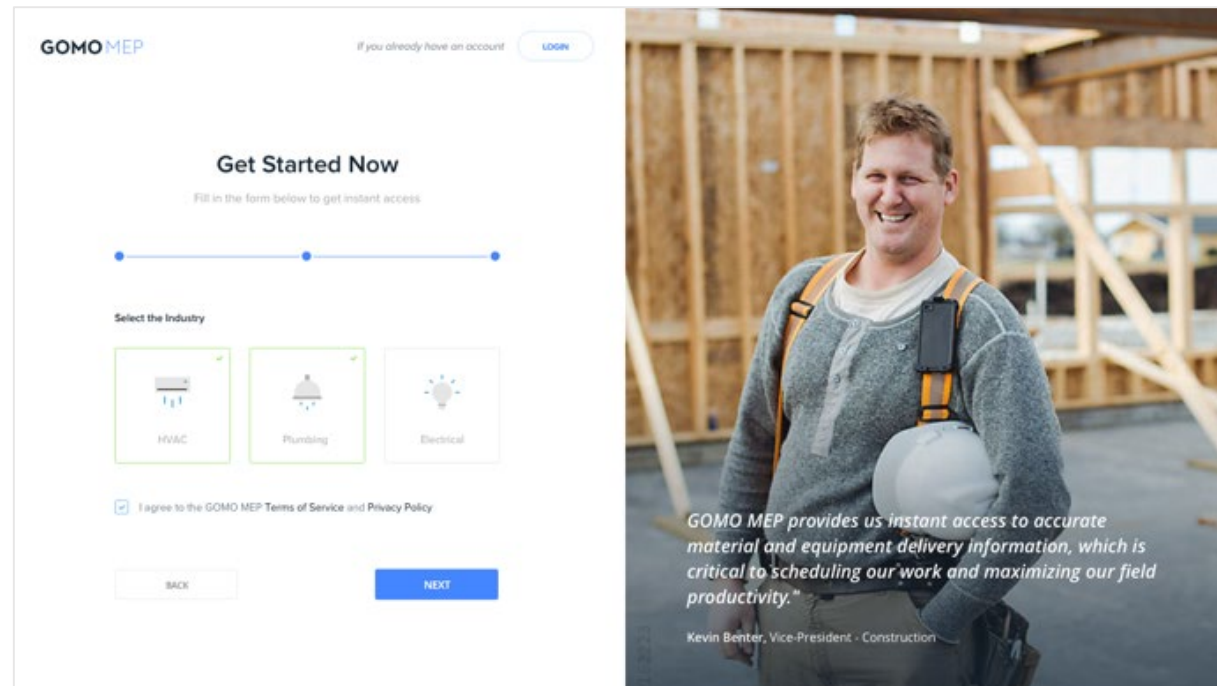 GOMO MEP
If you already have an account
LOGIN
Get Started Now
Fill in the form below to get instant access
Select the Industry
HVAC
Plumbing
Electrical
I agree to the GOMO MEP Terms of Service and Privacy Policy
BACK
NEXT
GOMO MEP provides us instant access to accurate
material and equipment delivery information, which is
critical to scheduling our work and maximizing our field
productivity."
Kevin Benter, Vice-President - Construction